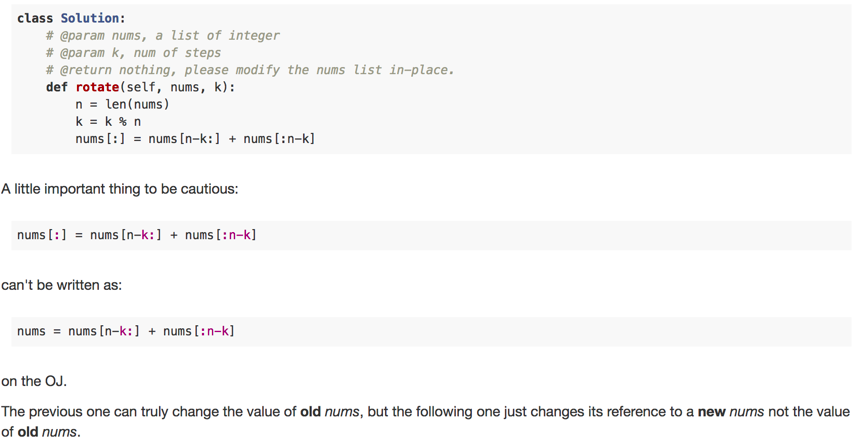 class Solution:
    # @param nums, a list of integer
    # @param k, num of steps
    # @return nothing, please modify the nums list in-place.
    def rotate(self, nums, k):
        n = len(nums)
        k = k % n
        nums[:] = nums[n-k:] + nums[:n-k]
A little important thing to be cautious:
nums[:] = nums[n-k:] + nums[:n-k]
can't be written as:
nums = nums[n-k:] + nums[:n-k]
on the OJ.
The previous one can truly change the value of old nums, but the following one just changes its reference to a new nums not the value
of old nums.